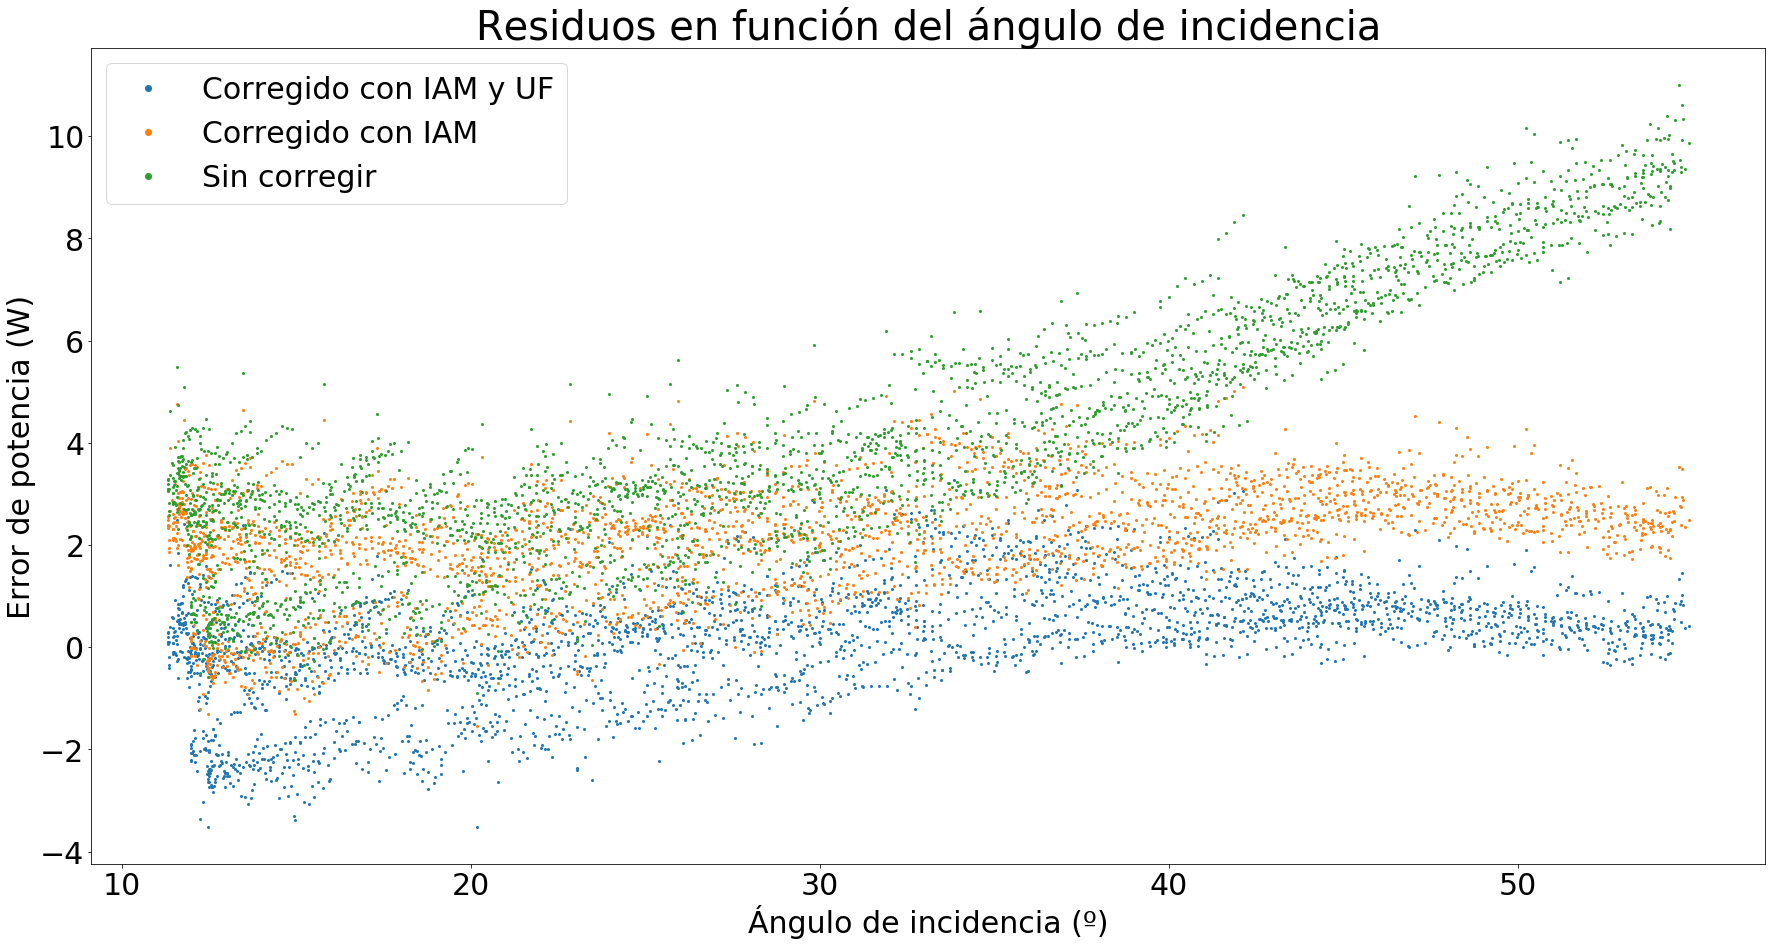 Residuos en función del ángulo de incidencia
Corregido con IAM y UF
Corregido con IAM
Sin corregir
Error de potencia (W)
10
8
6
4
2
0
−2
−4
10 20 30 40 50
Ángulo de incidencia (º)